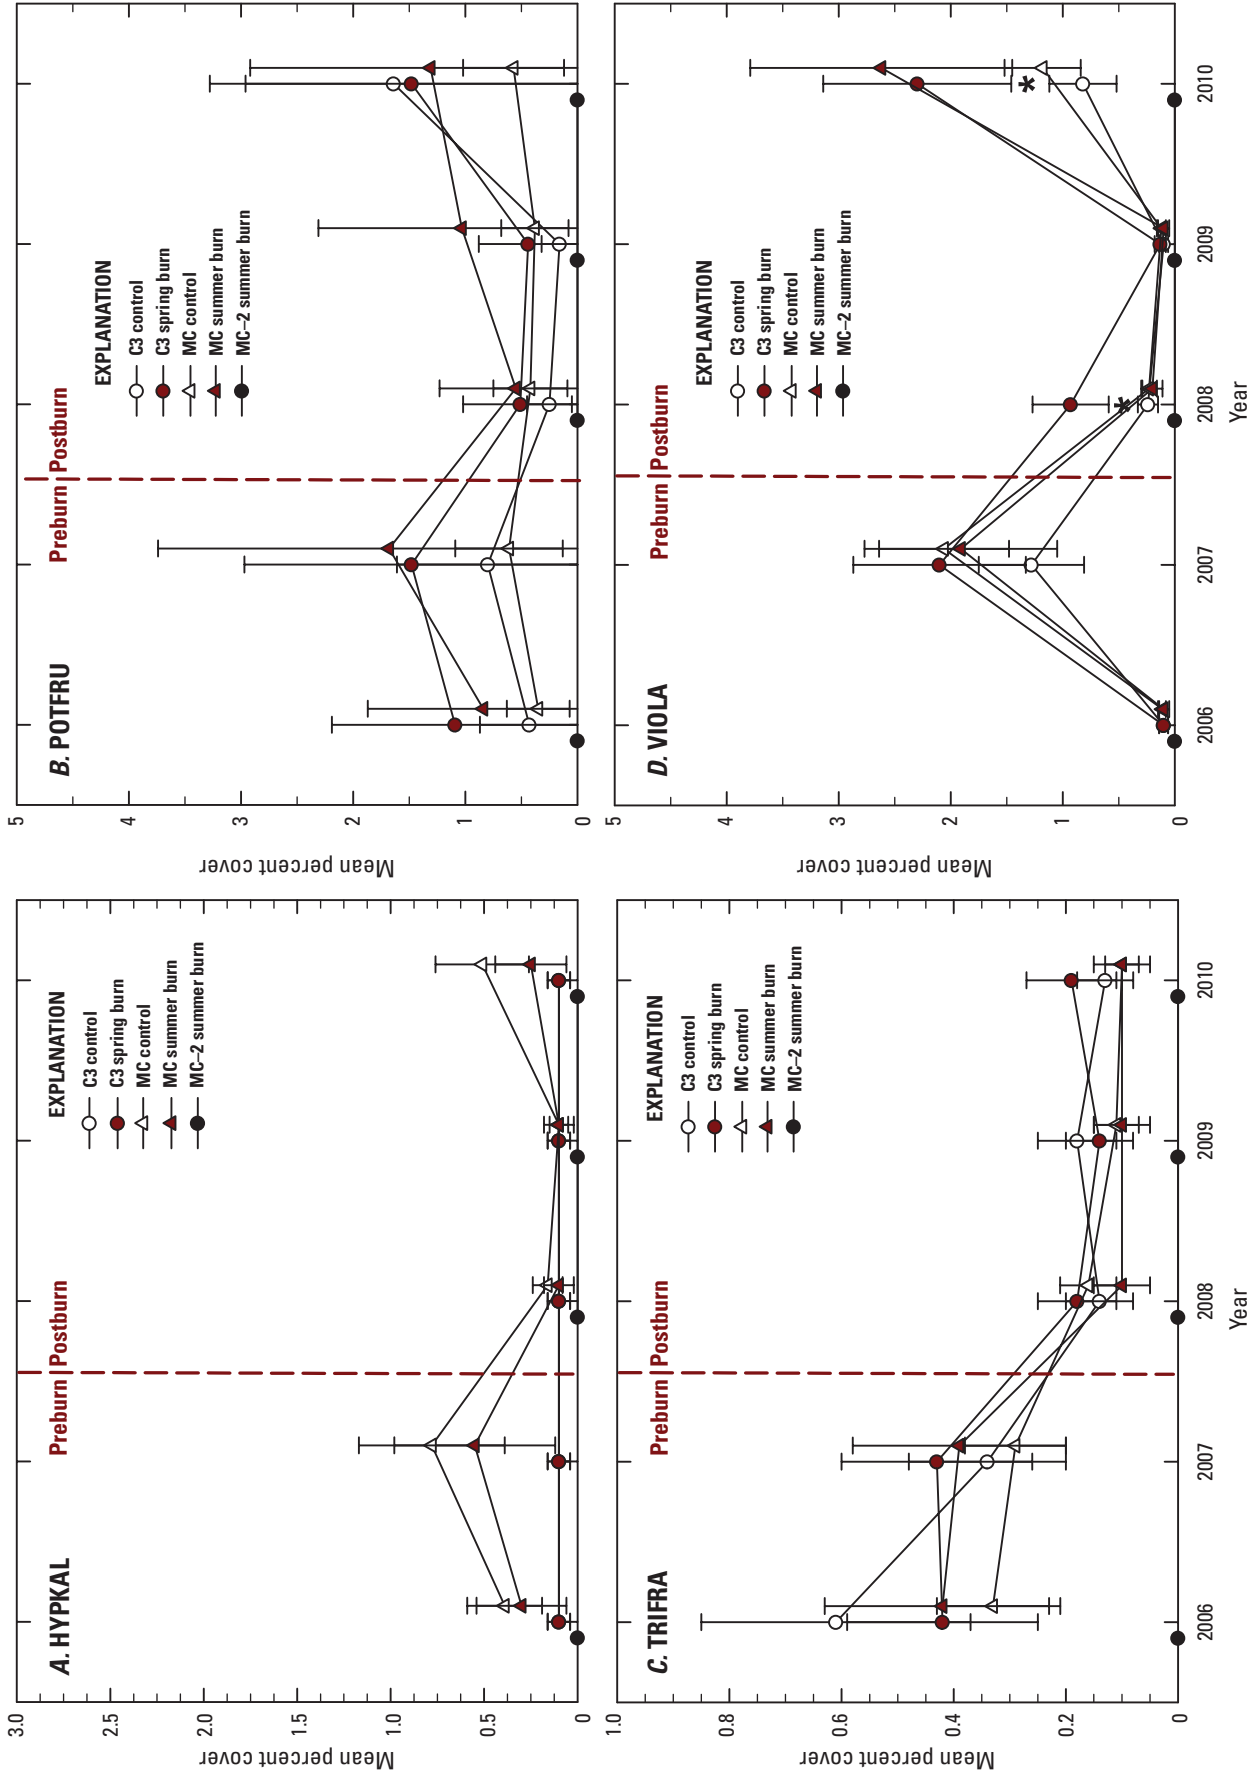 A. HYPKAL
Mean percent cover
3.0
2.5
2.0
1.5
1.0
0.5
0
Preburn
Postburn
EXPLANATION
C3 control
C3 spring burn
MC control
MC summer burn
MC–2 summer burn
B. POTFRU
Mean percent cover
5
4
3
2
1
0
Preburn
Postburn
EXPLANATION
C3 control
C3 spring burn
MC control
MC summer burn
MC–2 summer burn
C. TRIFRA
Mean percent cover
1.0
0.8
0.6
0.4
0.2
0
Preburn
Postburn
EXPLANATION
C3 control
C3 spring burn
MC control
MC summer burn
MC–2 summer burn
*
*
2006
2007
2008
2009
2010
Year
D. VIOLA
Mean percent cover
5
4
3
2
1
0
Preburn
Postburn
EXPLANATION
C3 control
C3 spring burn
MC control
MC summer burn
MC–2 summer burn
2006
2007
2008
2009
2010
Year